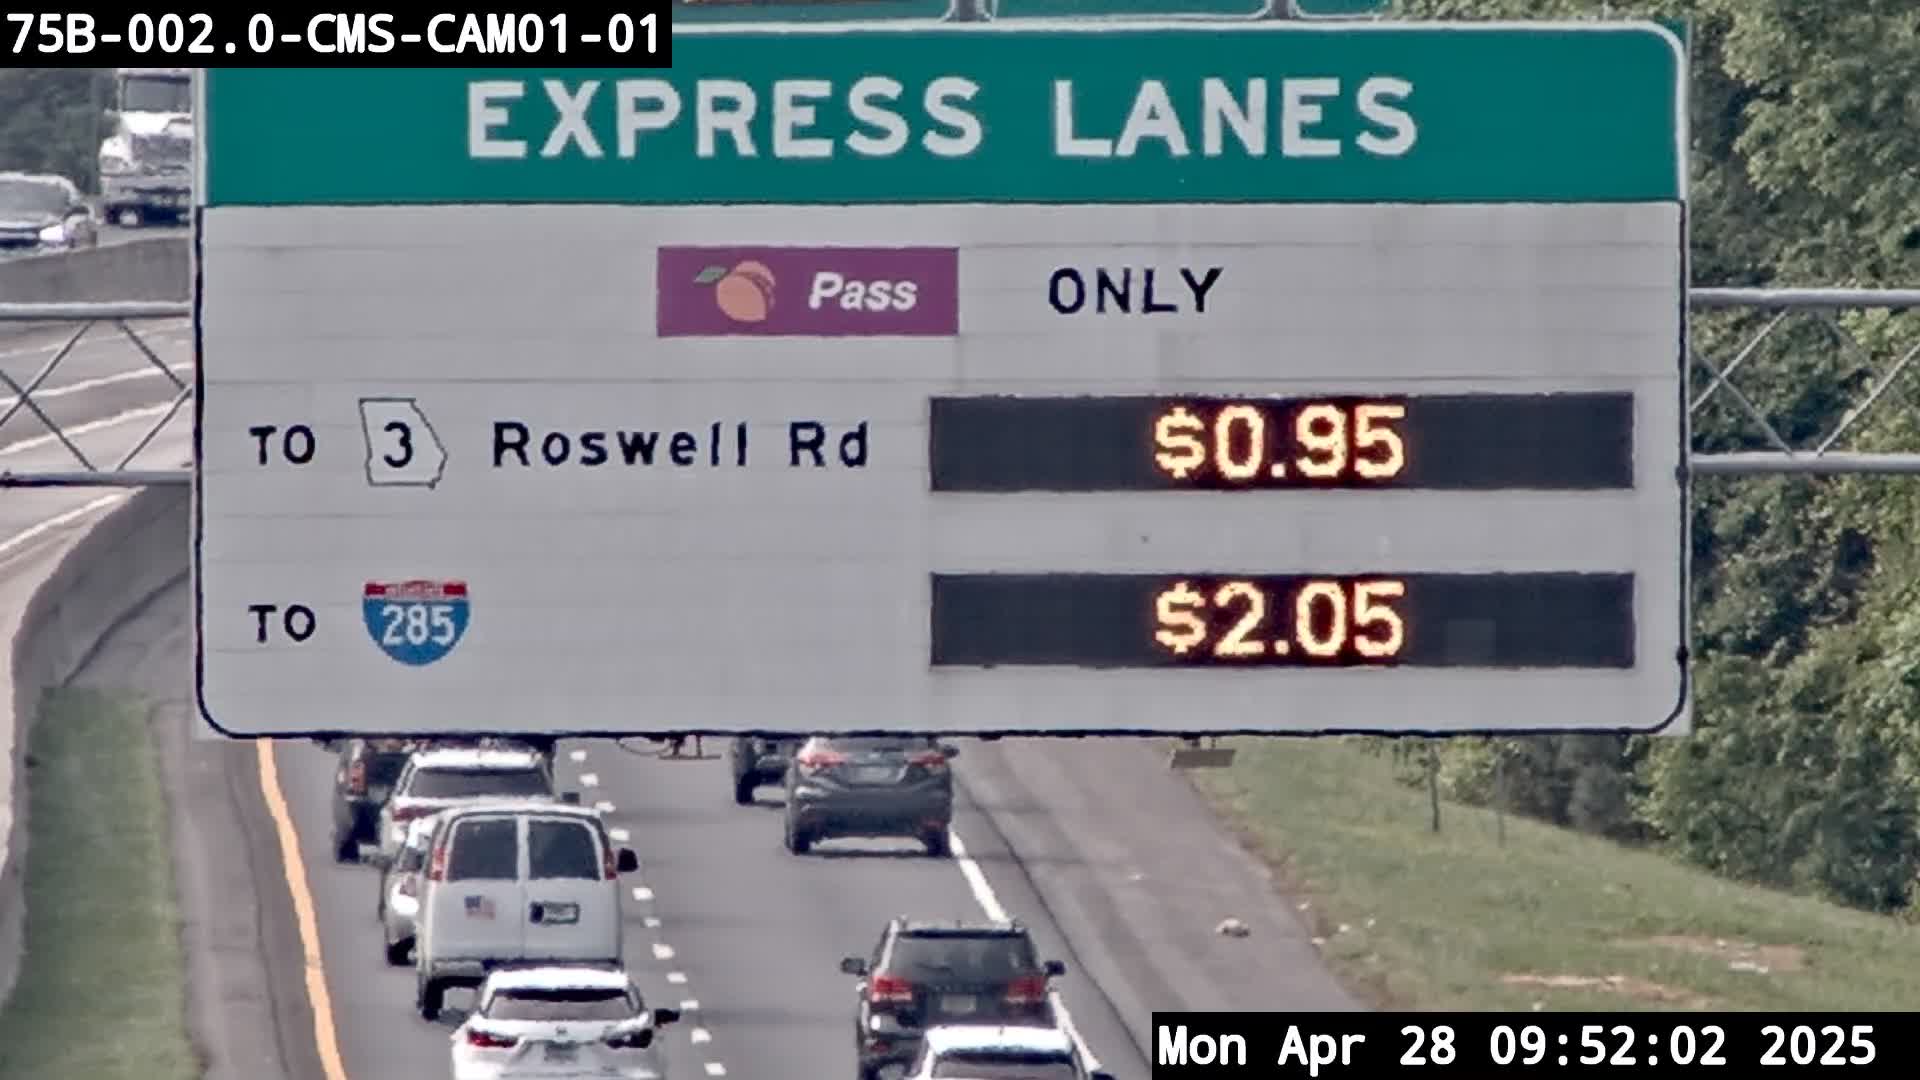 75B-002.0-CMS-CAM01-01
EXPRESS LANES
Pass ONLY
TO 3 Roswell Rd $0.95
TO 285 $2.05
Mon Apr 28 09:52:02 2025